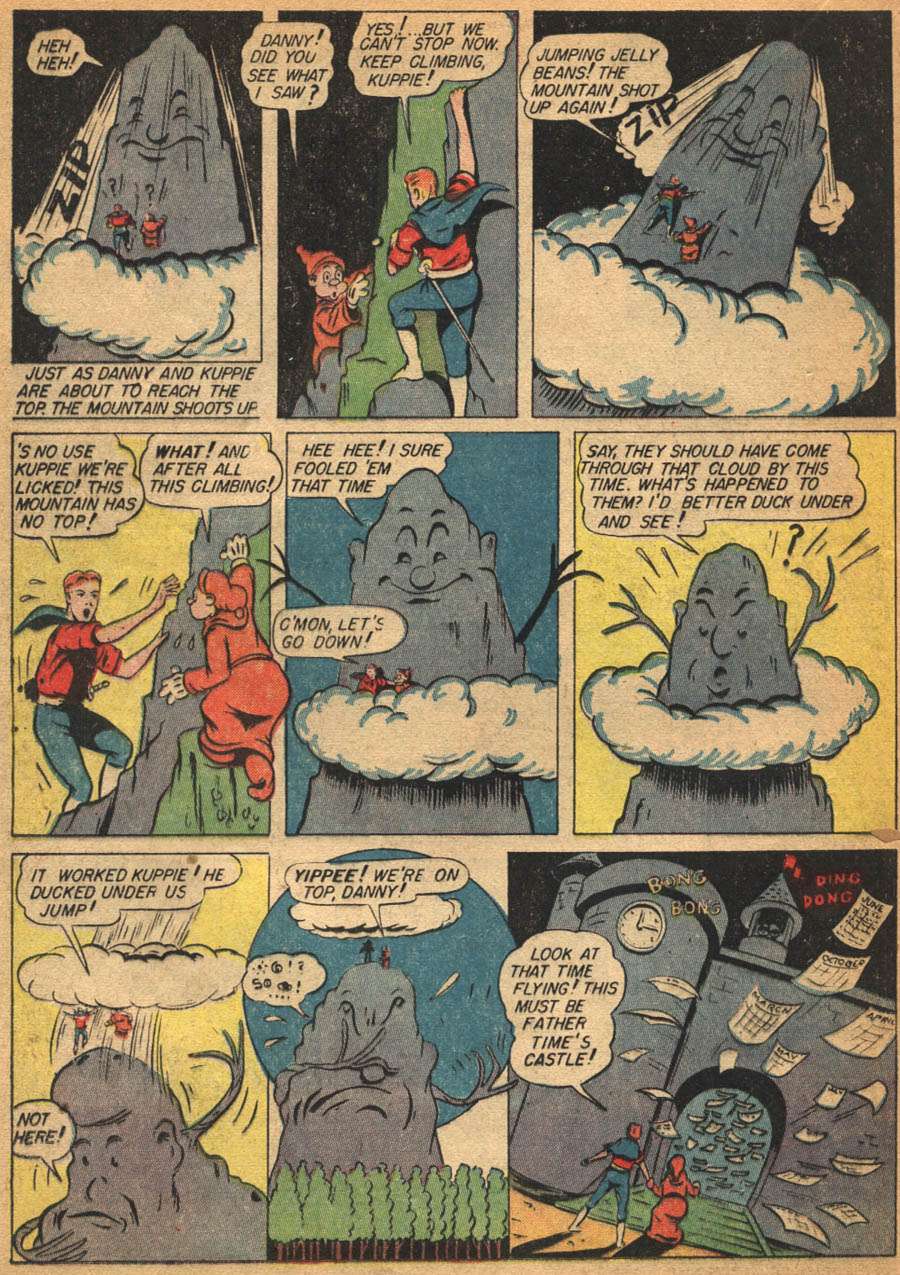 HEH
HEH!
ZIP
?! ?!
JUST AS DANNY AND KUPPIE
ARE ABOUT TO REACH THE
TOP. THE MOUNTAIN SHOOTS UP.
DANNY!
DID YOU
SEE WHAT
I SAW?
YES!...BUT WE
CAN'T STOP NOW.
KEEP CLIMBING,
KUPPIE!
JUMPING JELLY
BEANS! THE
MOUNTAIN SHOT
UP AGAIN!
ZIP
'S NO USE
KUPPIE WE'RE
LICKED! THIS
MOUNTAIN HAS
NO TOP!
WHAT! AND
AFTER ALL
THIS CLIMBING!
HEE HEE! I SURE
FOOLED 'EM
THAT TIME
C'MON, LET'S
GO DOWN!
SAY, THEY SHOULD HAVE COME
THROUGH THAT CLOUD BY THIS
TIME. WHAT'S HAPPENED TO
THEM? I'D BETTER DUCK UNDER
AND SEE!
?
IT WORKED KUPPIE! HE
DUCKED UNDER US
JUMP!
NOT
HERE!
YIPPEE! WE'RE ON
TOP, DANNY!
BONG
BONG
DING
DONG
LOOK AT
THAT TIME
FLYING! THIS
MUST BE
FATHER
TIME'S
CASTLE!
JUNE
OCTOBER
MARCH
APRIL
MAY